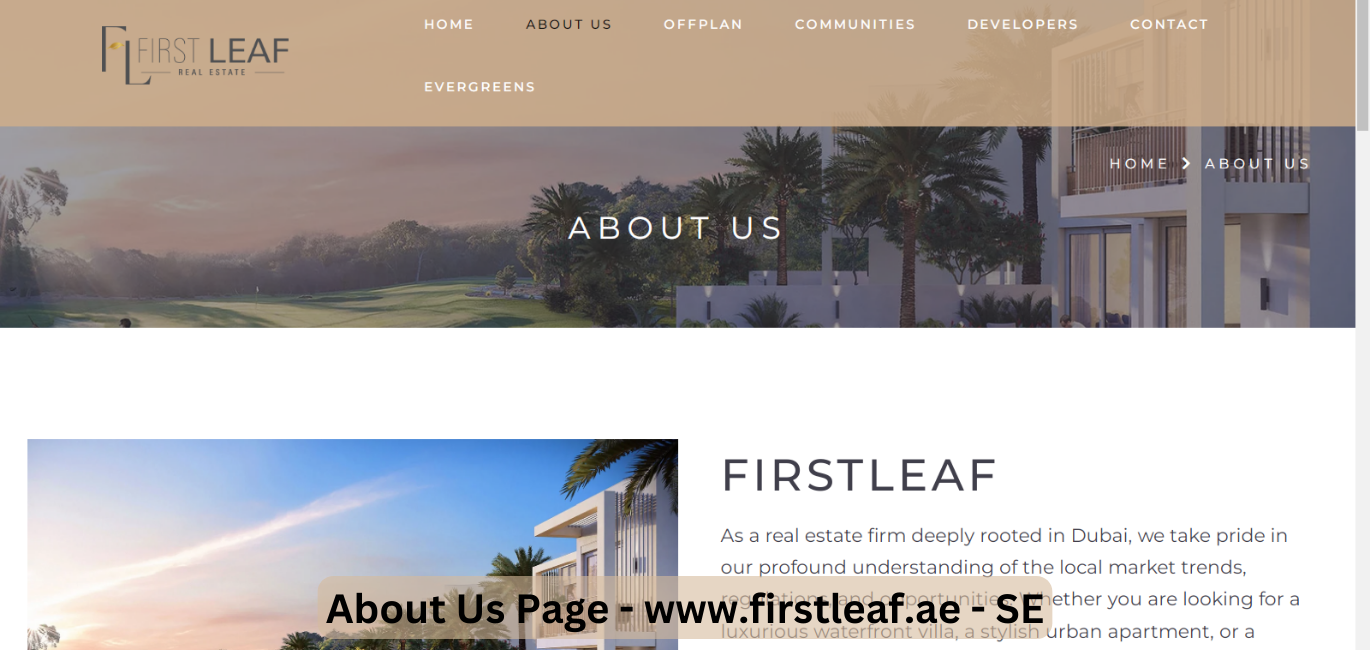 HOME ABOUT US OFFPLAN COMMUNITIES DEVELOPERS CONTACT
FL FIRST LEAF
REAL ESTATE
EVERGREENS
HOME > ABOUT US
ABOUT US
FIRSTLEAF
As a real estate firm deeply rooted in Dubai, we take pride in
our profound understanding of the local market trends,
regulations, and opportunities. Whether you are looking for a
luxurious waterfront villa, a stylish urban apartment, or a
About Us Page - www.firstleaf.ae - SE